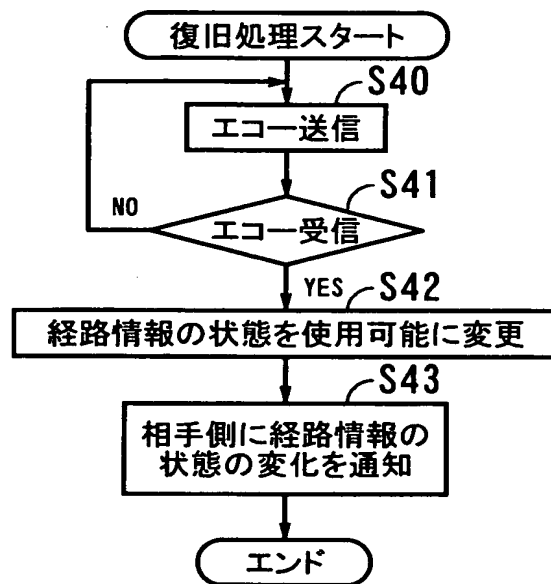 復旧処理スタート
S40
エコー送信
S41
エコー受信
NO
YES
S42
経路情報の状態を使用可能に変更
S43
相手側に経路情報の
状態の変化を通知
エンド